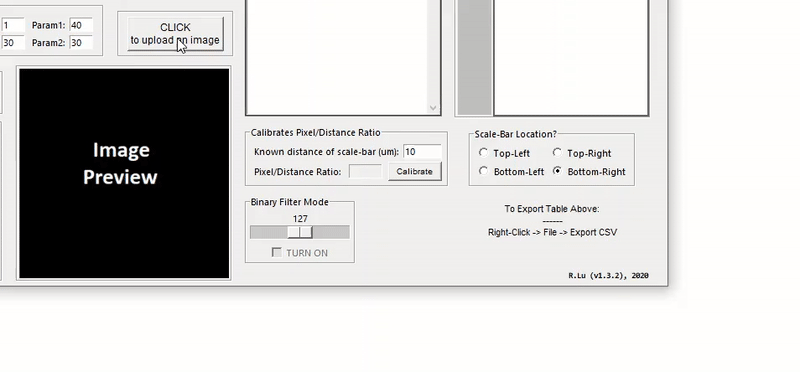 1 Param1: 40
30 Param2: 30
CLICK
to upload an image
Image
Preview
Calibrates Pixel/Distance Ratio
Known distance of scale-bar (um): 10
Pixel/Distance Ratio: Calibrate
Scale-Bar Location?
Top-Left Top-Right
Bottom-Left Bottom-Right
Binary Filter Mode
127
TURN ON
To Export Table Above:
------
Right-Click -> File -> Export CSV
R.Lu (v1.3.2), 2020